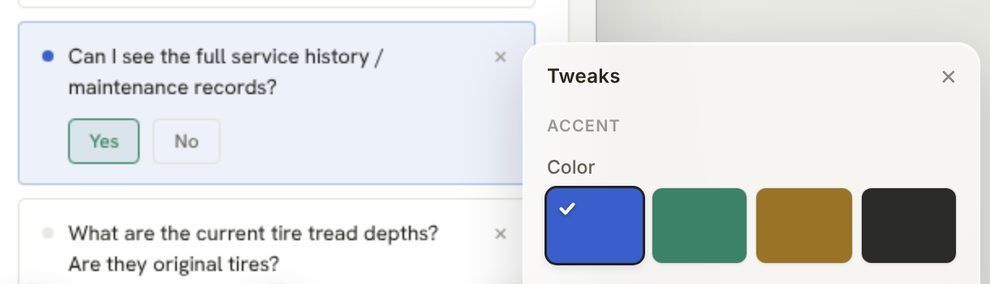 Can I see the full service history /
maintenance records?
Yes
No
What are the current tire tread depths?
Are they original tires?
Tweaks
ACCENT
Color